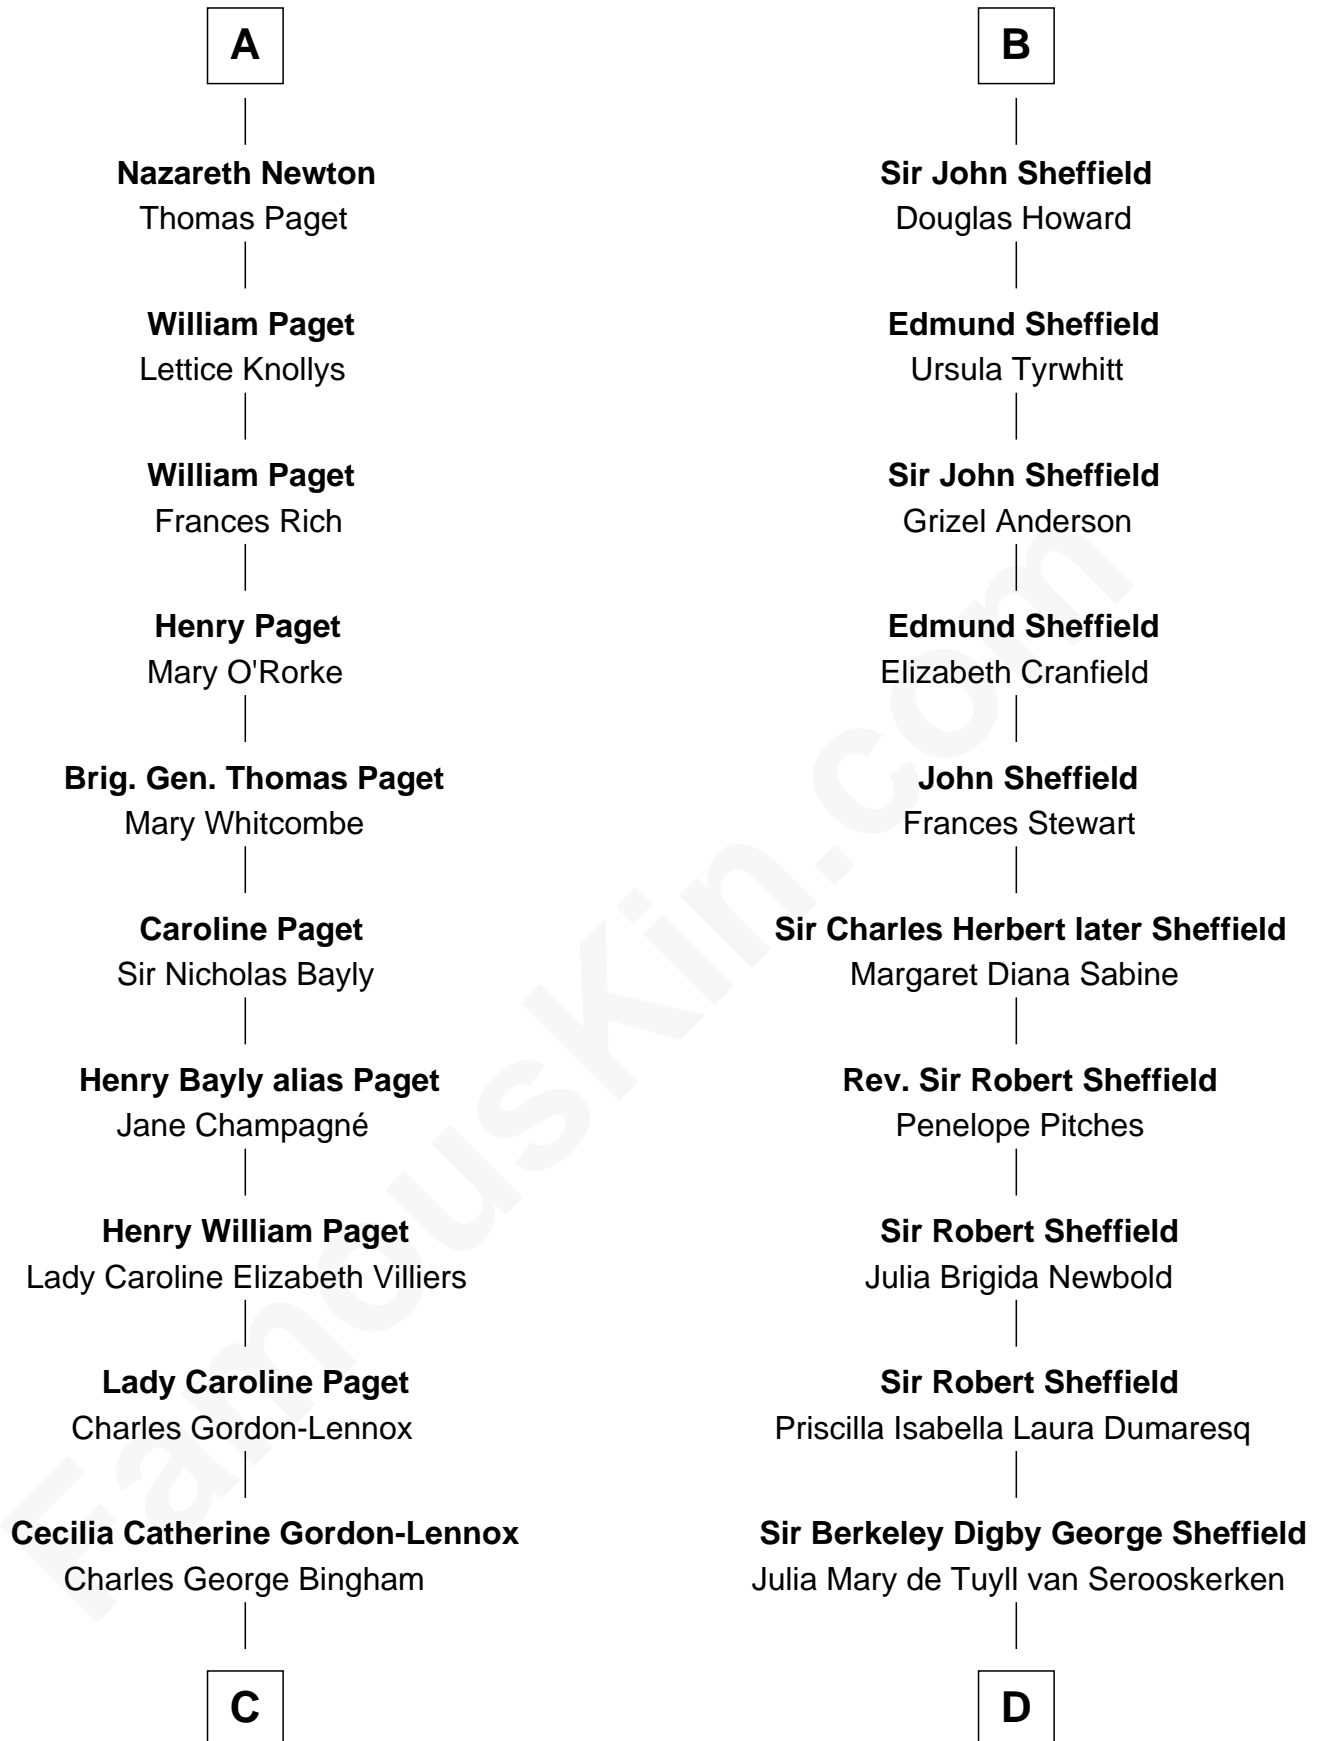 A
Nazareth Newton
Thomas Paget
William Paget
Lettice Knollys
William Paget
Frances Rich
Henry Paget
Mary O'Rorke
Brig. Gen. Thomas Paget
Mary Whitcombe
Caroline Paget
Sir Nicholas Bayly
Henry Bayly alias Paget
Jane Champagné
Henry William Paget
Lady Caroline Elizabeth Villiers
Lady Caroline Paget
Charles Gordon-Lennox
Cecilia Catherine Gordon-Lennox
Charles George Bingham
C
B
Sir John Sheffield
Douglas Howard
Edmund Sheffield
Ursula Tyrwhitt
Sir John Sheffield
Grizel Anderson
Edmund Sheffield
Elizabeth Cranfield
John Sheffield
Frances Stewart
Sir Charles Herbert later Sheffield
Margaret Diana Sabine
Rev. Sir Robert Sheffield
Penelope Pitches
Sir Robert Sheffield
Julia Brigida Newbold
Sir Robert Sheffield
Priscilla Isabella Laura Dumaresq
Sir Berkeley Digby George Sheffield
Julia Mary de Tuyll van Serooskerken
D
FamousKin.com